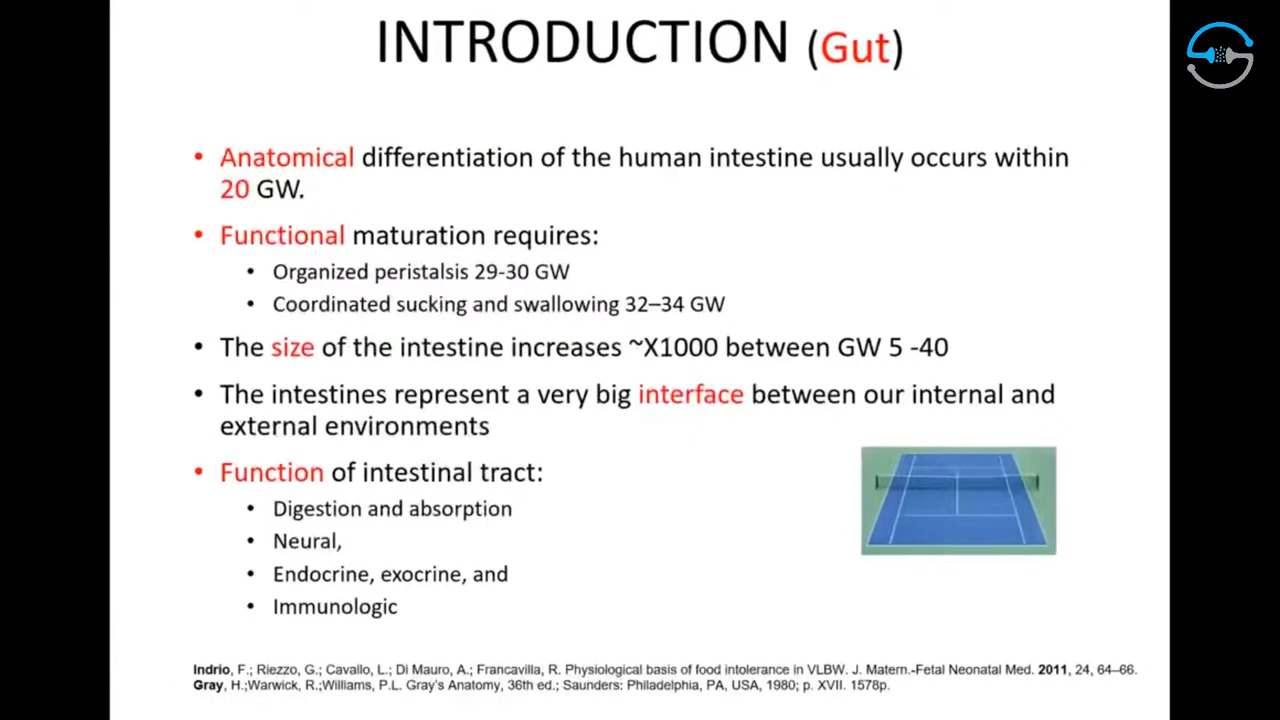 INTRODUCTION (Gut)
• Anatomical differentiation of the human intestine usually occurs within
20 GW.
• Functional maturation requires:
• Organized peristalsis 29-30 GW
• Coordinated sucking and swallowing 32–34 GW
• The size of the intestine increases ~X1000 between GW 5 -40
• The intestines represent a very big interface between our internal and
external environments
• Function of intestinal tract:
• Digestion and absorption
• Neural,
• Endocrine, exocrine, and
• Immunologic
Indrio, F.; Riezzo, G.; Cavallo, L.; Di Mauro, A.; Francavilla, R. Physiological basis of food intolerance in VLBW. J. Matern.-Fetal Neonatal Med. 2011, 24, 64–66.
Gray, H.;Warwick, R.;Williams, P.L. Gray's Anatomy, 36th ed.; Saunders: Philadelphia, PA, USA, 1980; p. XVII. 1578p.